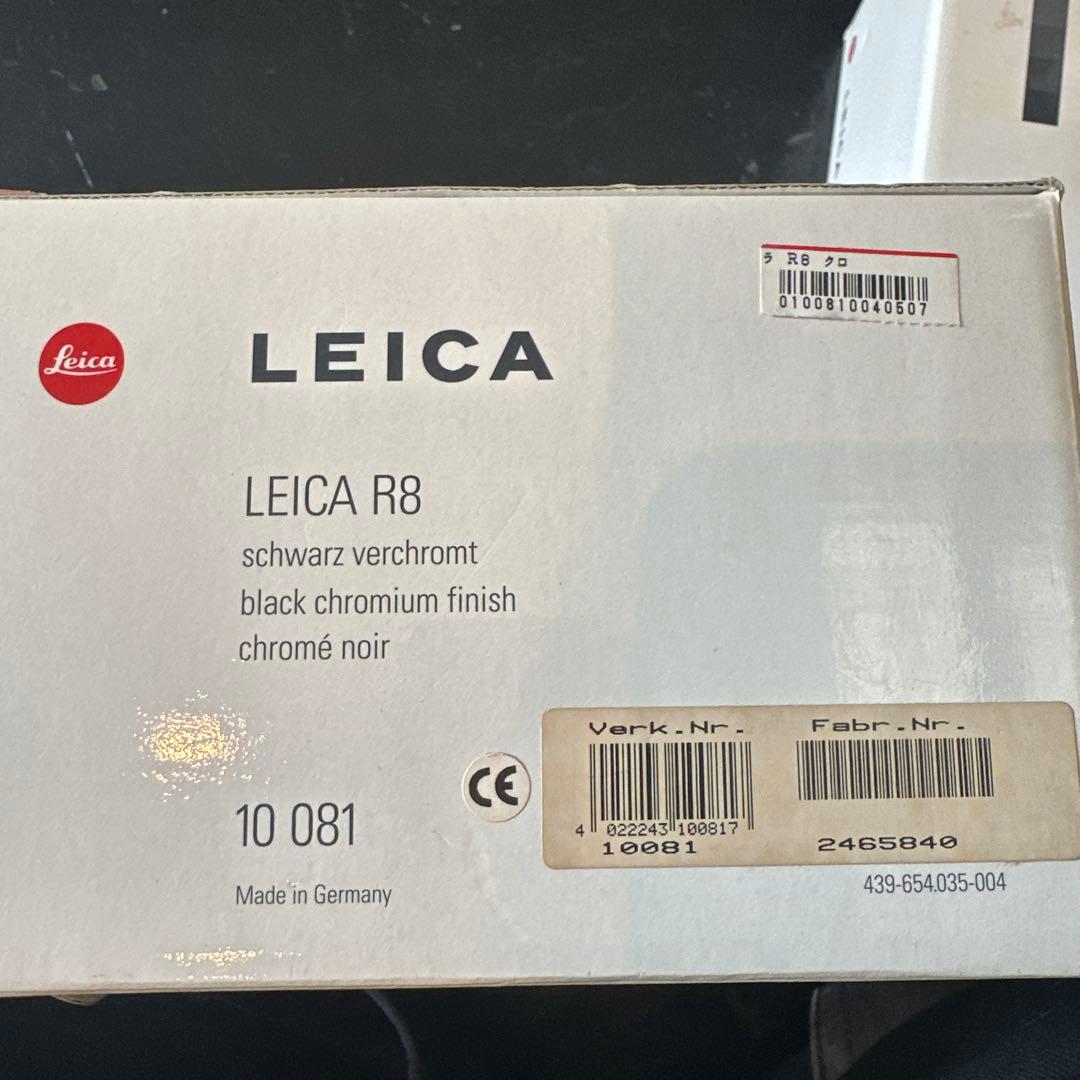 ラ R8 クロ
0100810040507
Leica
LEICA
LEICA R8
schwarz verchromt
black chromium finish
chromé noir
Verk.Nr. Fabr.Nr.
CE
4 022243 100817
10081 2465840
10 081
439-654.035-004
Made in Germany